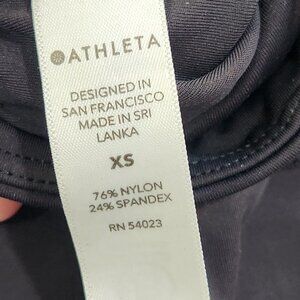 ATHLETA
DESIGNED IN
SAN FRANCISCO
MADE IN SRI
LANKA
XS
76% NYLON
24% SPANDEX
RN 54023